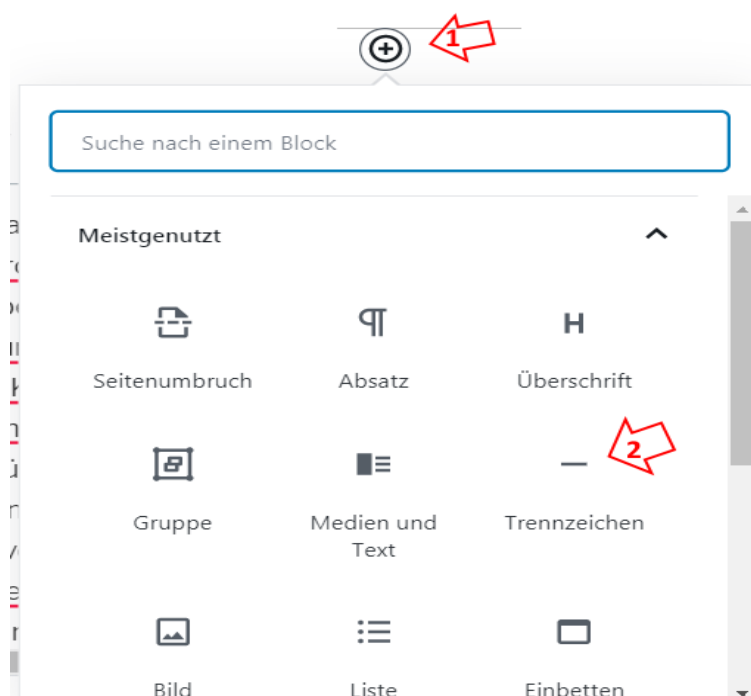 1
Suche nach einem Block
Meistgenutzt
Seitenumbruch Absatz Überschrift
2
Gruppe Medien und Text Trennzeichen
Bild Liste Einbetten